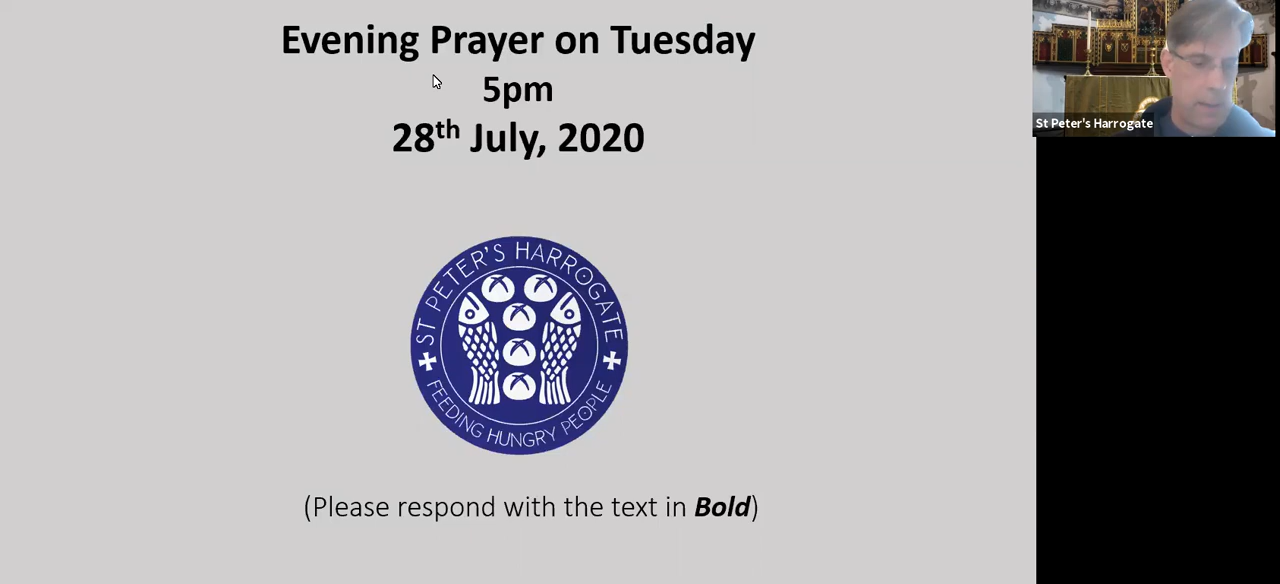 Evening Prayer on Tuesday
5pm
28th July, 2020
St Peter's Harrogate
ST PETER'S HARROGATE
FEEDING HUNGRY PEOPLE
(Please respond with the text in Bold)